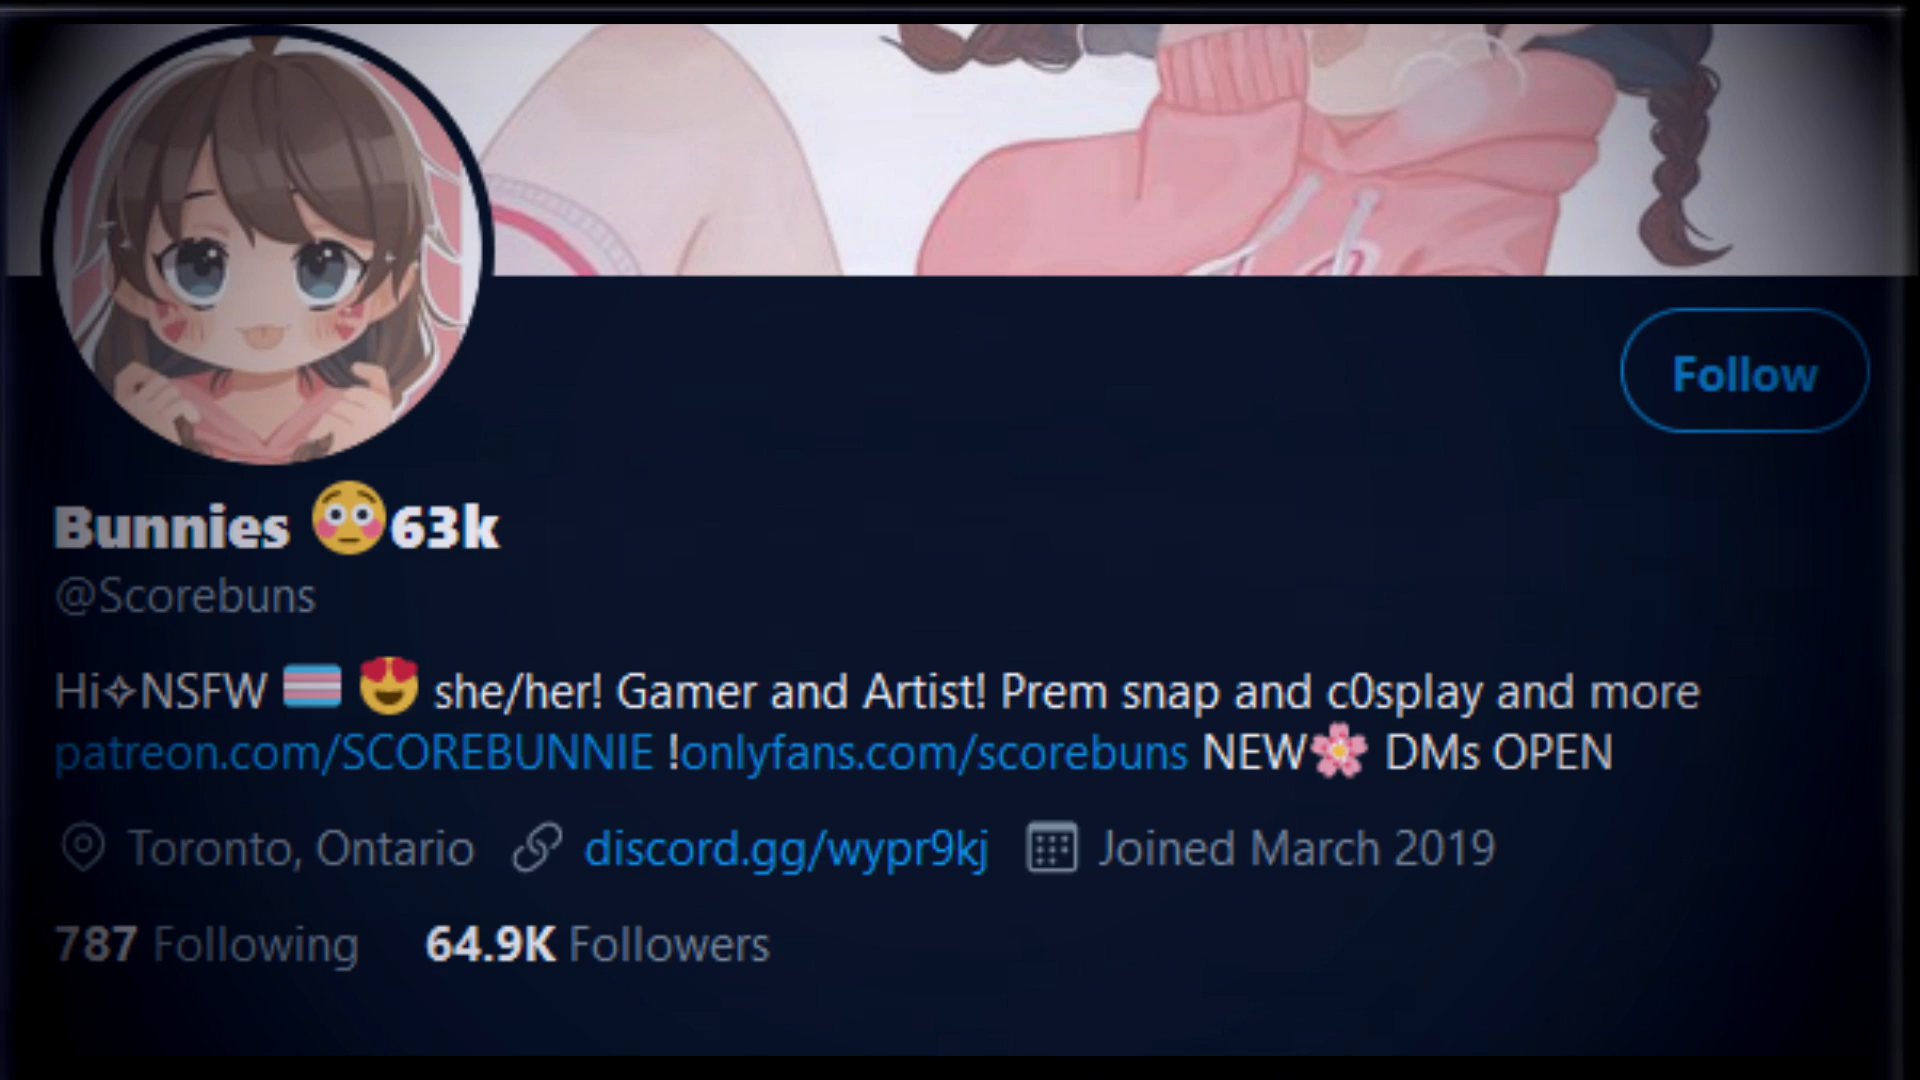 Follow
Bunnies 😳63k
@Scorebuns
Hi✧NSFW 🏳️‍⚧️ 😍 she/her! Gamer and Artist! Prem snap and c0splay and more
patreon.com/SCOREBUNNIE !onlyfans.com/scorebuns NEW🌸 DMs OPEN
Toronto, Ontario discord.gg/wypr9kj Joined March 2019
787 Following 64.9K Followers